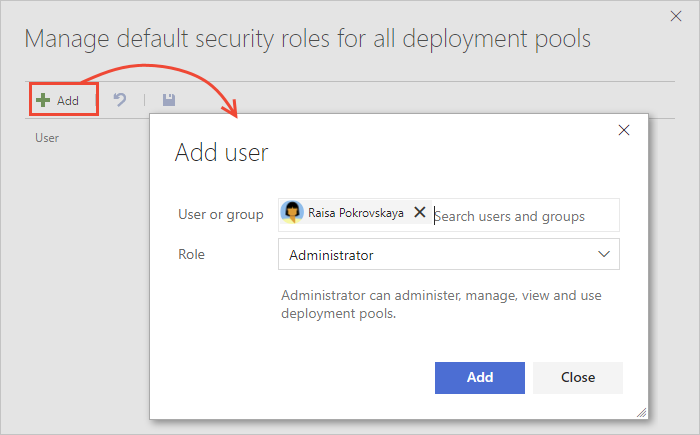 Manage default security roles for all deployment pools
Add
User
Add user
User or group
Raisa Pokrovskaya
Search users and groups
Role
Administrator
Administrator can administer, manage, view and use
deployment pools.
Add
Close